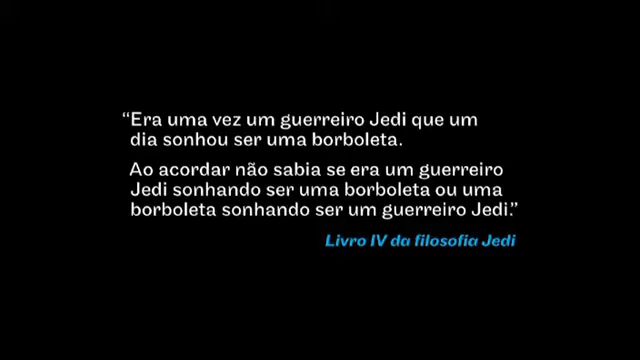 “Era uma vez um guerreiro Jedi que um
dia sonhou ser uma borboleta.
Ao acordar não sabia se era um guerreiro
Jedi sonhando ser uma borboleta ou uma
borboleta sonhando ser um guerreiro Jedi.”
Livro IV da filosofia Jedi